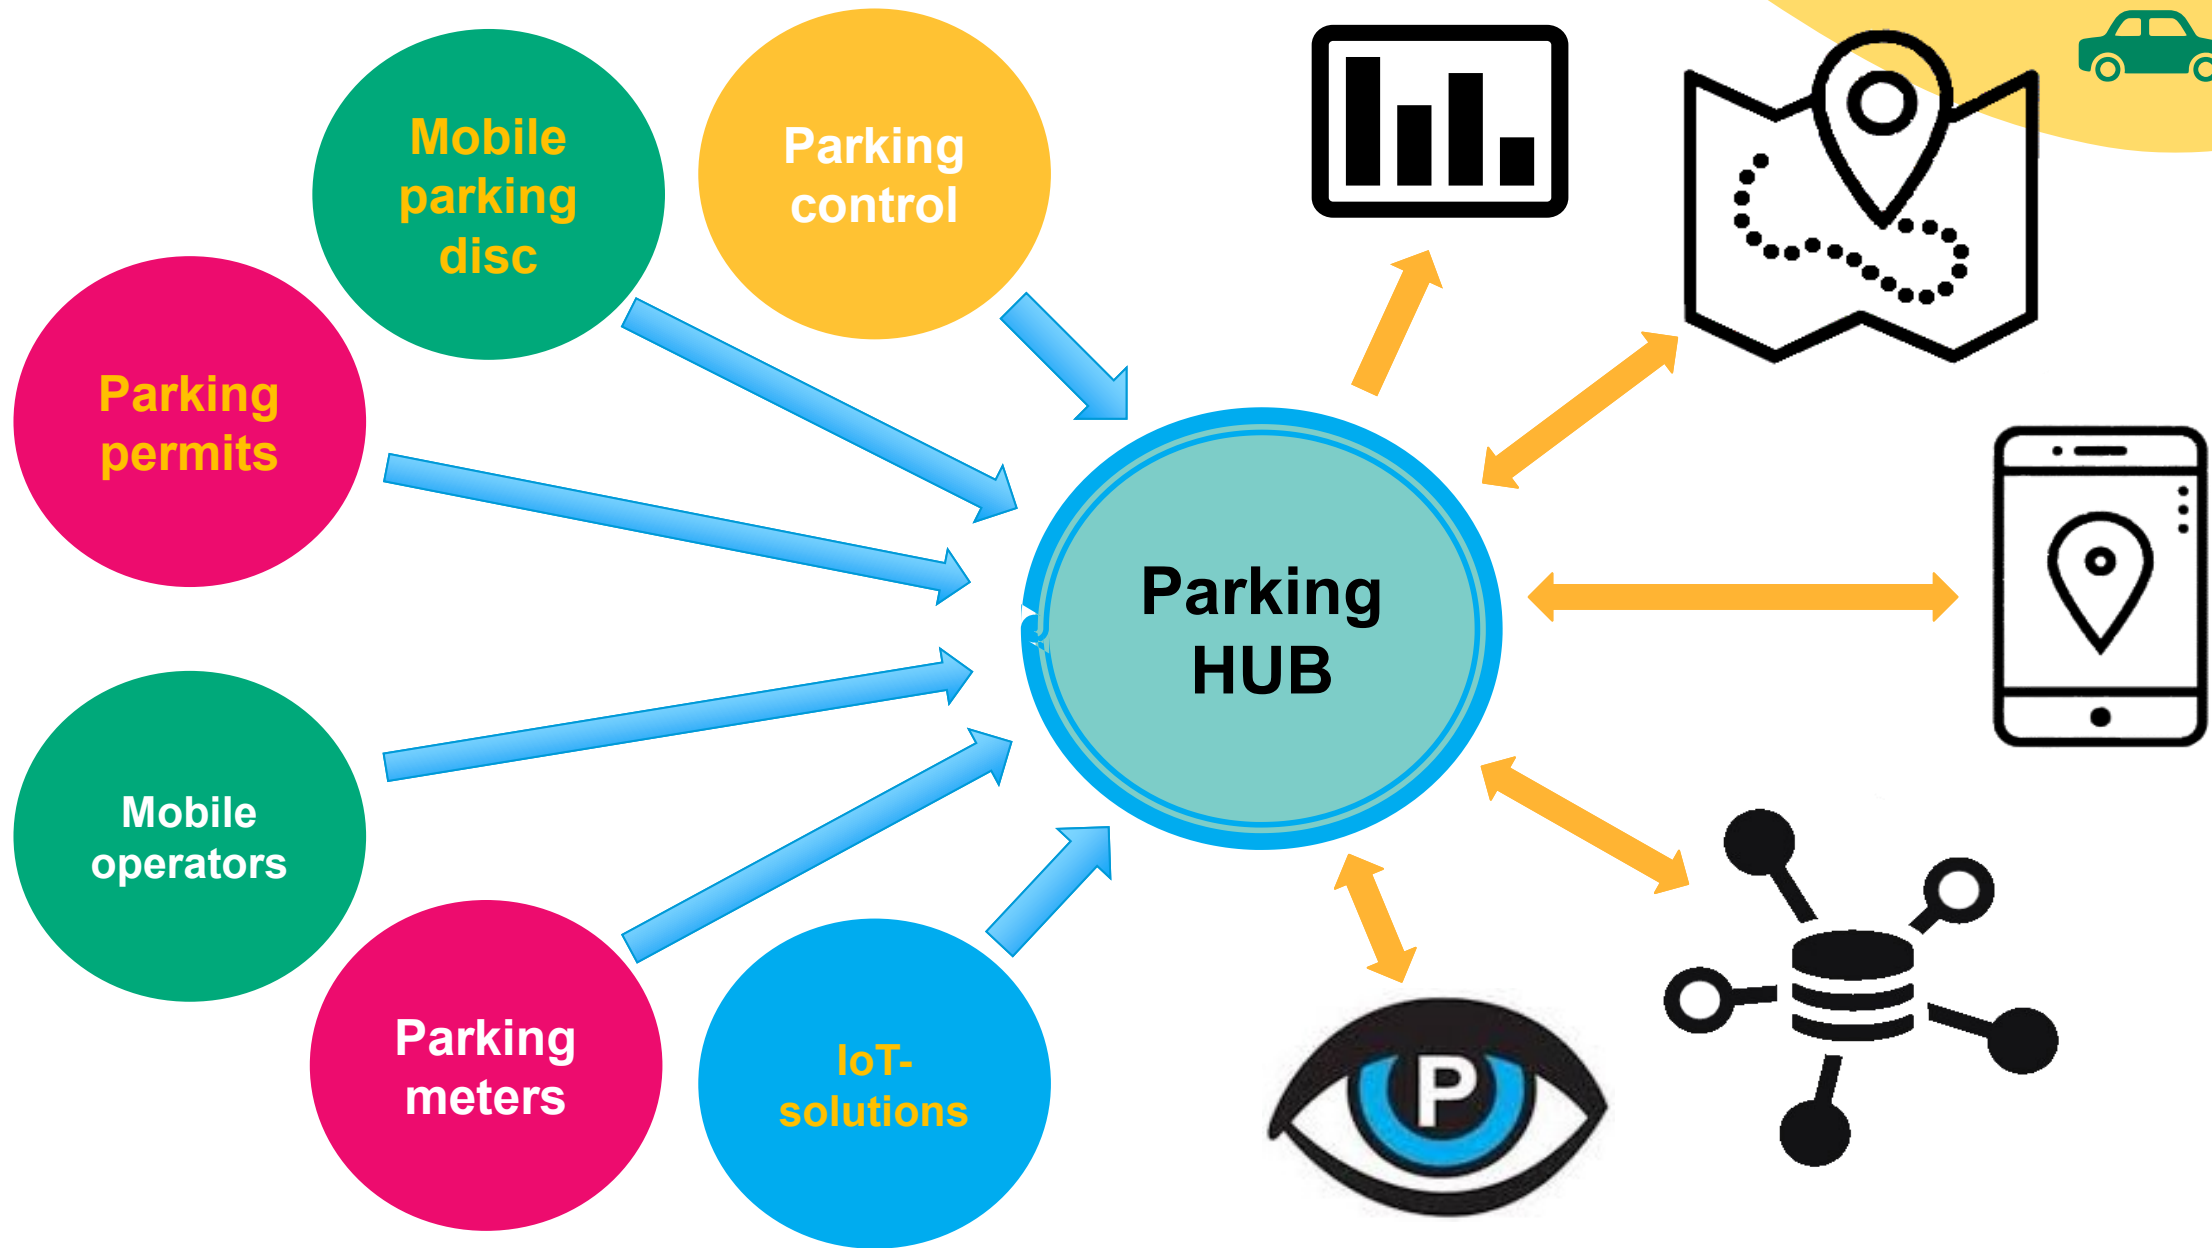 Mobile
parking
disc
Parking
control
Parking
permits
Parking
HUB
Mobile
operators
Parking
meters
IoT-
solutions
P